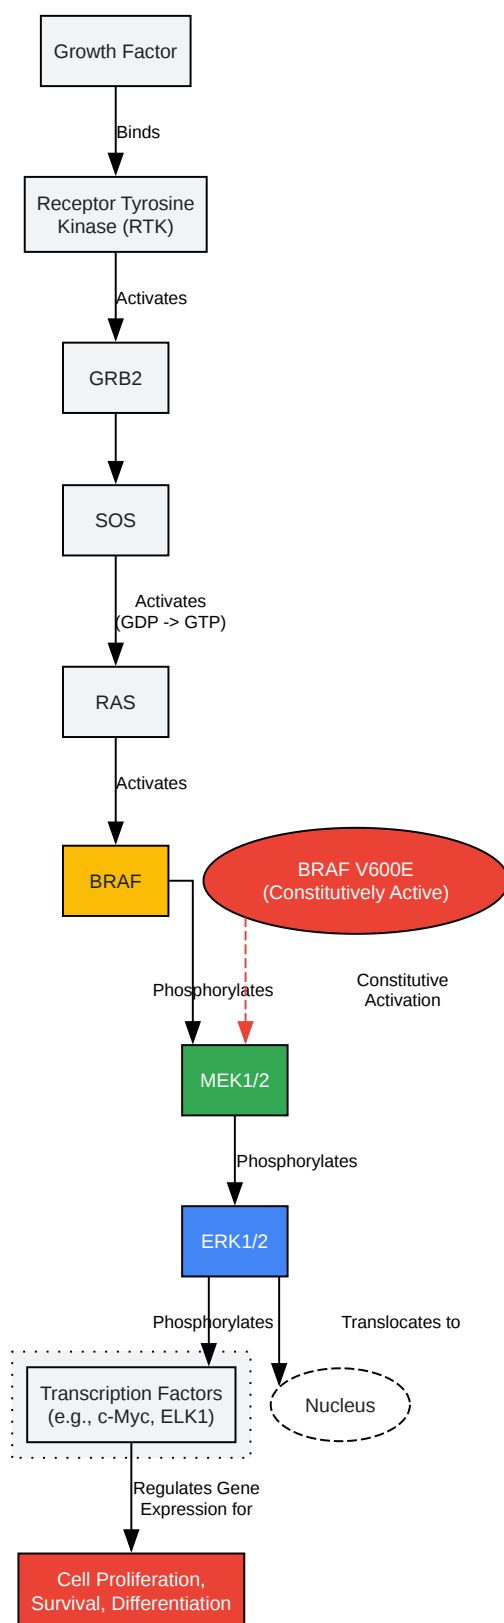 Growth Factor
Binds
Receptor Tyrosine
Kinase (RTK)
Activates
GRB2
SOS
Activates
(GDP -> GTP)
RAS
Activates
BRAF
BRAF V600E
(Constitutively Active)
Phosphorylates
Constitutive
Activation
MEK1/2
Phosphorylates
ERK1/2
Phosphorylates
Translocates to
Transcription Factors
(e.g., c-Myc, ELK1)
Nucleus
Regulates Gene
Expression for
Cell Proliferation,
Survival, Differentiation